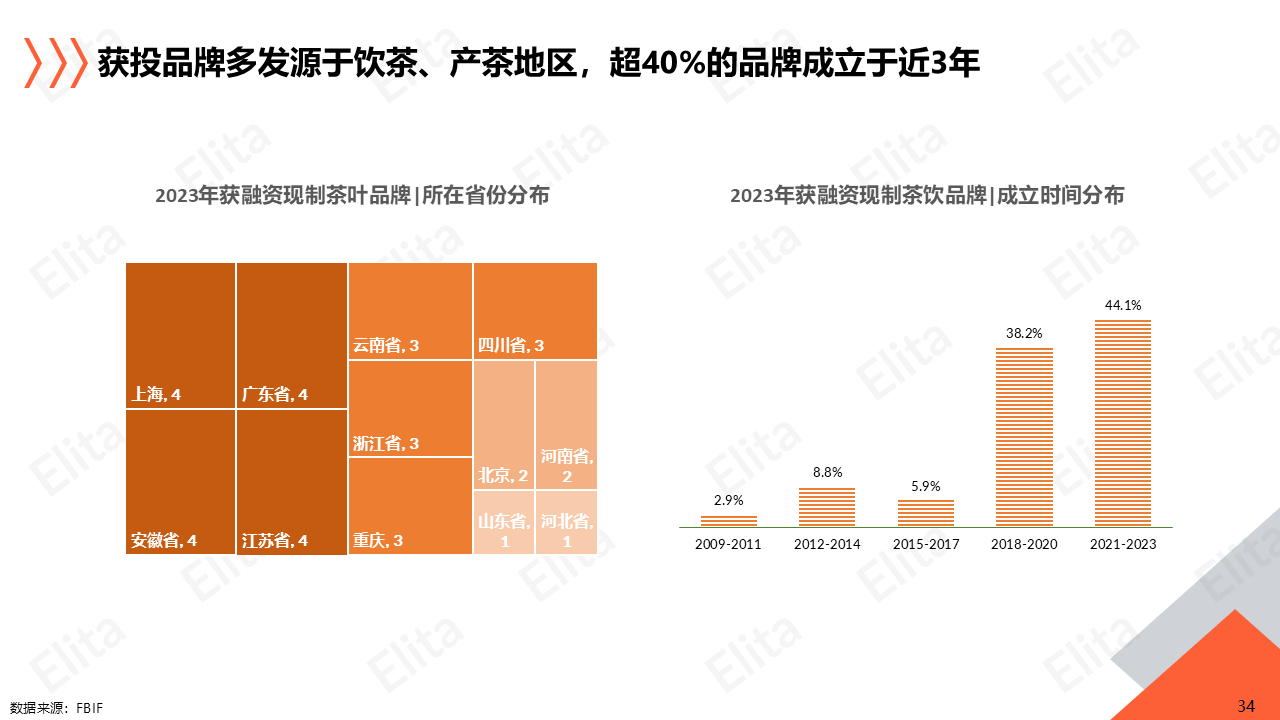 获投品牌多发源于饮茶、产茶地区，超40%的品牌成立于近3年
2023年获融资现制茶叶品牌|所在省份分布
上海, 4
广东省, 4
安徽省, 4
江苏省, 4
云南省, 3
浙江省, 3
重庆, 3
四川省, 3
北京, 2
河南省,
2
山东省,
1
河北省,
1
2023年获融资现制茶饮品牌|成立时间分布
2.9%
8.8%
5.9%
38.2%
44.1%
2009-2011
2012-2014
2015-2017
2018-2020
2021-2023
数据来源：FBIF
34
Elita